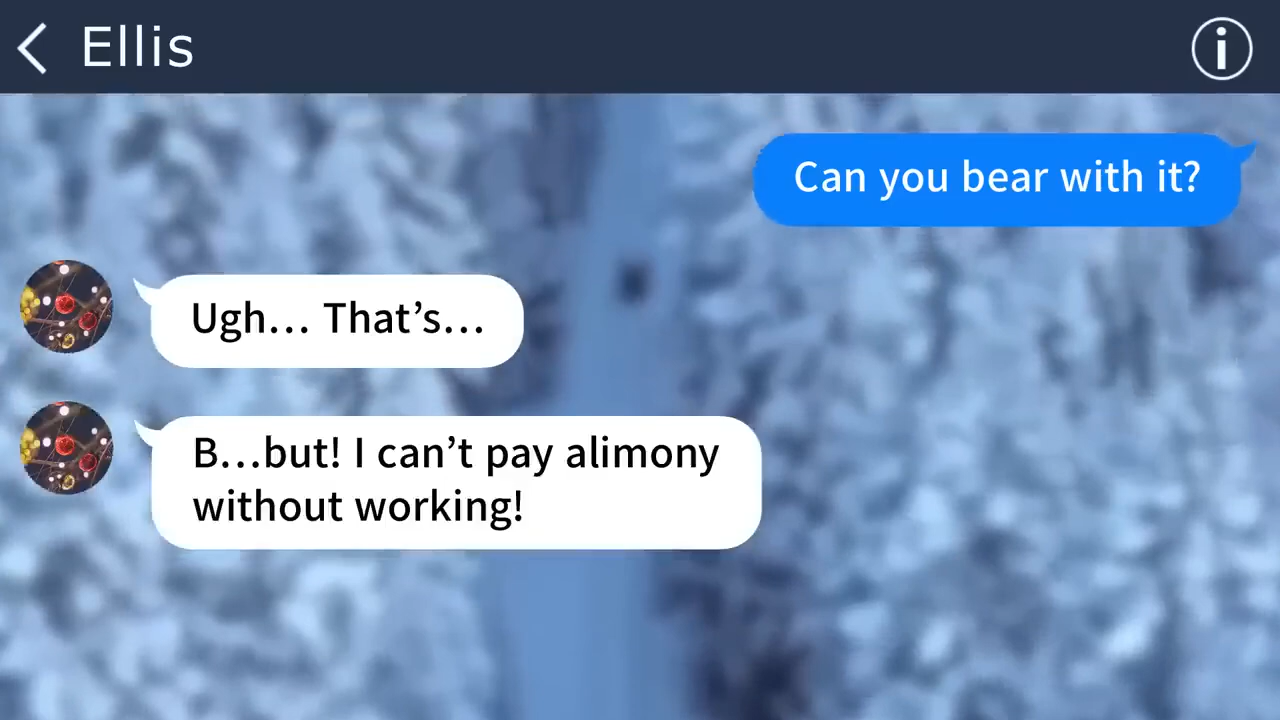 Ellis
Can you bear with it?
Ugh... That’s...
B...but! I can’t pay alimony
without working!